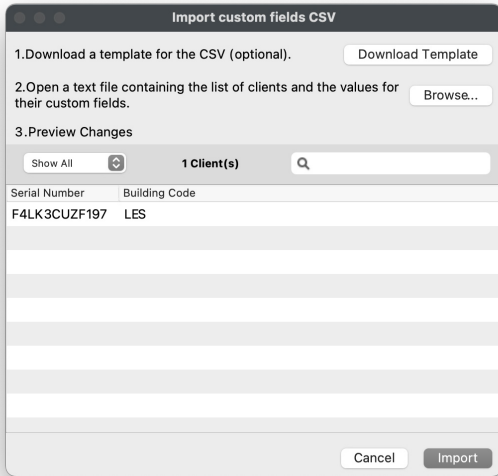 Import custom fields CSV
1.Download a template for the CSV (optional).
Download Template
2.Open a text file containing the list of clients and the values for
their custom fields.
Browse...
3.Preview Changes
Show All
1 Client(s)
Serial Number Building Code
F4LK3CUZF197 LES
Cancel Import